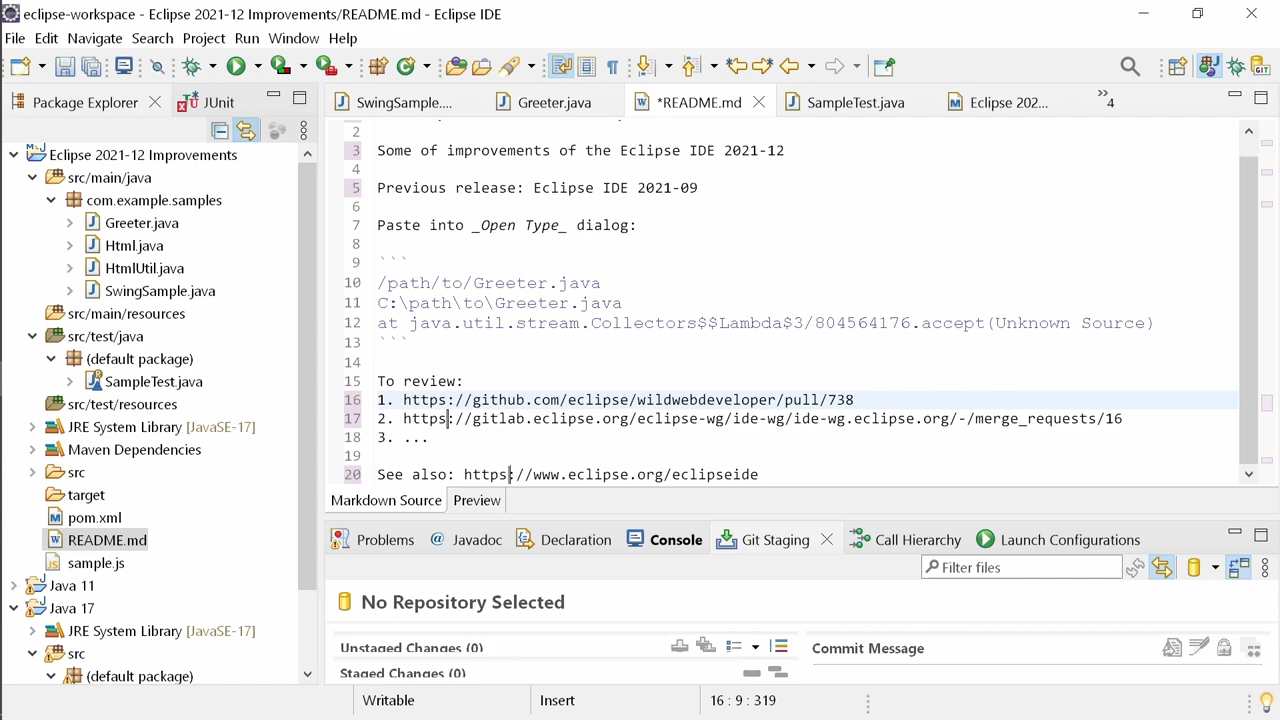 eclipse-workspace - Eclipse 2021-12 Improvements/README.md - Eclipse IDE
File Edit Navigate Search Project Run Window Help
Package Explorer
JUnit
SwingSample....
Greeter.java
*README.md
SampleTest.java
Eclipse 202...
4
Eclipse 2021-12 Improvements
src/main/java
com.example.samples
Greeter.java
Html.java
HtmlUtil.java
SwingSample.java
src/main/resources
src/test/java
(default package)
SampleTest.java
src/test/resources
JRE System Library [JavaSE-17]
Maven Dependencies
src
target
pom.xml
README.md
sample.js
Java 11
Java 17
JRE System Library [JavaSE-17]
src
(default package)
2
3 Some of improvements of the Eclipse IDE 2021-12
4
5 Previous release: Eclipse IDE 2021-09
6
7 Paste into _Open Type_ dialog:
8
9 ```
10 /path/to/Greeter.java
11 C:\path\to\Greeter.java
12 at java.util.stream.Collectors$$Lambda$3/804564176.accept(Unknown Source)
13 ```
14
15 To review:
16 1. https://github.com/eclipse/wildwebdeveloper/pull/738
17 2. https://gitlab.eclipse.org/eclipse-wg/ide-wg/ide-wg.eclipse.org/-/merge_requests/16
18 3. ...
19
20 See also: https://www.eclipse.org/eclipseide
Markdown Source Preview
Problems
Javadoc
Declaration
Console
Git Staging
Call Hierarchy
Launch Configurations
Filter files
No Repository Selected
Unstaged Changes (0)
Commit Message
Staged Changes (0)
Writable
Insert
16 : 9 : 319